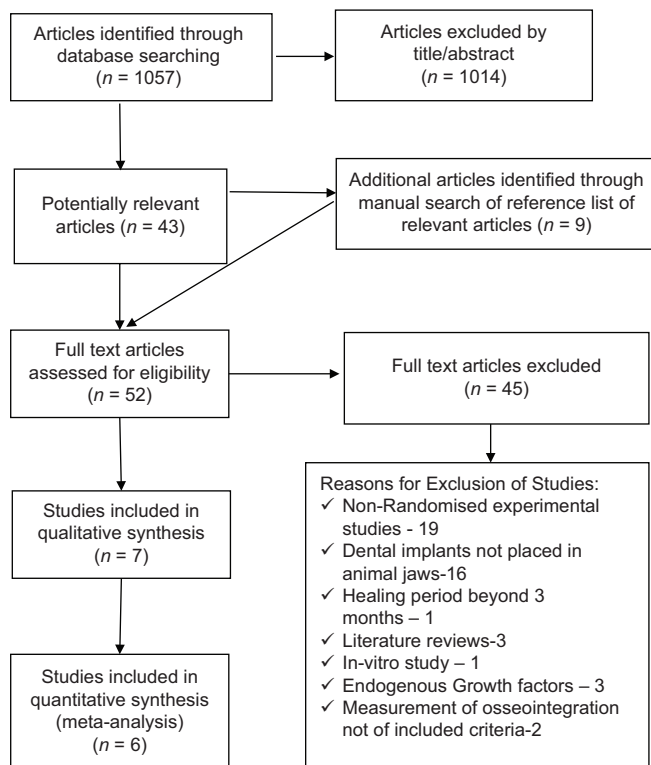 Articles identified through
database searching
(n = 1057)
Articles excluded by
title/abstract
(n = 1014)
Potentially relevant
articles (n = 43)
Additional articles identified through
manual search of reference list of
relevant articles (n = 9)
Full text articles
assessed for eligibility
(n = 52)
Full text articles excluded
(n = 45)
Studies included in
qualitative synthesis
(n = 7)
Reasons for Exclusion of Studies:
✓ Non-Randomised experimental
studies - 19
✓ Dental implants not placed in
animal jaws-16
✓ Healing period beyond 3
months – 1
✓ Literature reviews-3
✓ In-vitro study – 1
✓ Endogenous Growth factors – 3
✓ Measurement of osseointegration
not of included criteria-2
Studies included in
quantitative synthesis
(meta-analysis)
(n = 6)